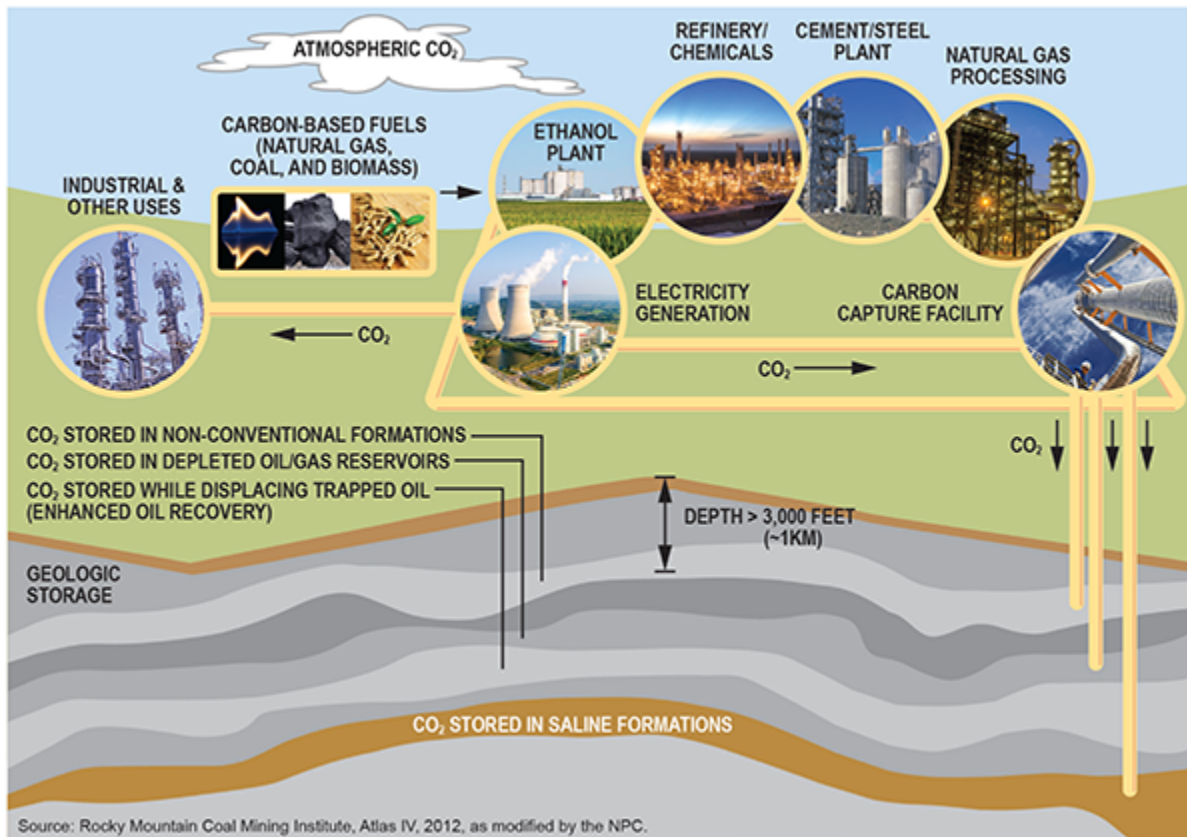 ATMOSPHERIC CO₂
REFINERY/
CHEMICALS
CEMENT/STEEL
PLANT
NATURAL GAS
PROCESSING
CARBON-BASED FUELS
(NATURAL GAS,
COAL, AND BIOMASS)
ETHANOL
PLANT
INDUSTRIAL &
OTHER USES
ELECTRICITY
GENERATION
CARBON
CAPTURE FACILITY
CO₂
CO₂
CO₂ STORED IN NON-CONVENTIONAL FORMATIONS
CO₂ STORED IN DEPLETED OIL/GAS RESERVOIRS
CO₂ STORED WHILE DISPLACING TRAPPED OIL
(ENHANCED OIL RECOVERY)
CO₂
DEPTH > 3,000 FEET
(~1KM)
GEOLOGIC
STORAGE
CO₂ STORED IN SALINE FORMATIONS
Source: Rocky Mountain Coal Mining Institute, Atlas IV, 2012, as modified by the NPC.